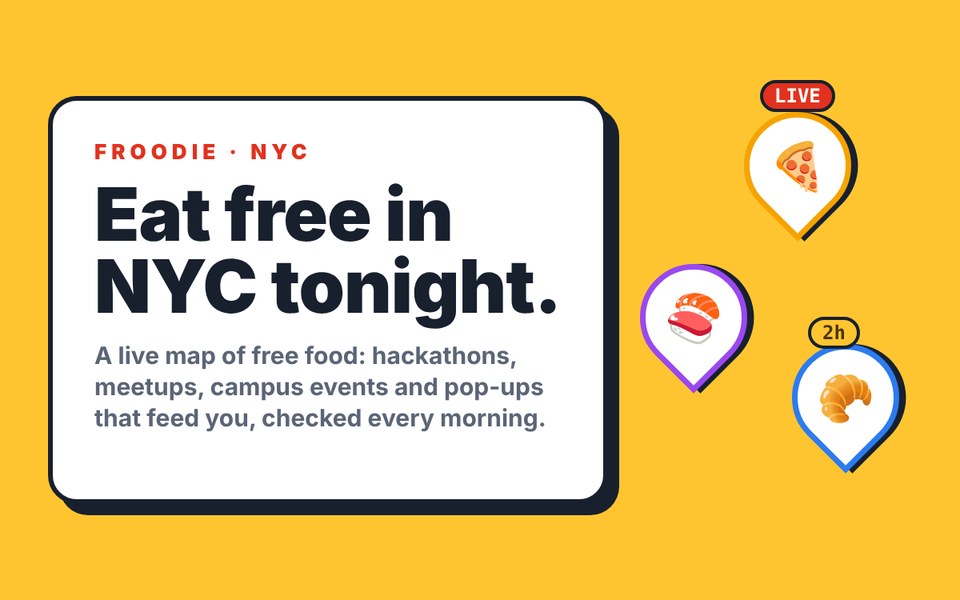 FROODIE · NYC
Eat free in
NYC tonight.
A live map of free food: hackathons,
meetups, campus events and pop-ups
that feed you, checked every morning.
LIVE
2h